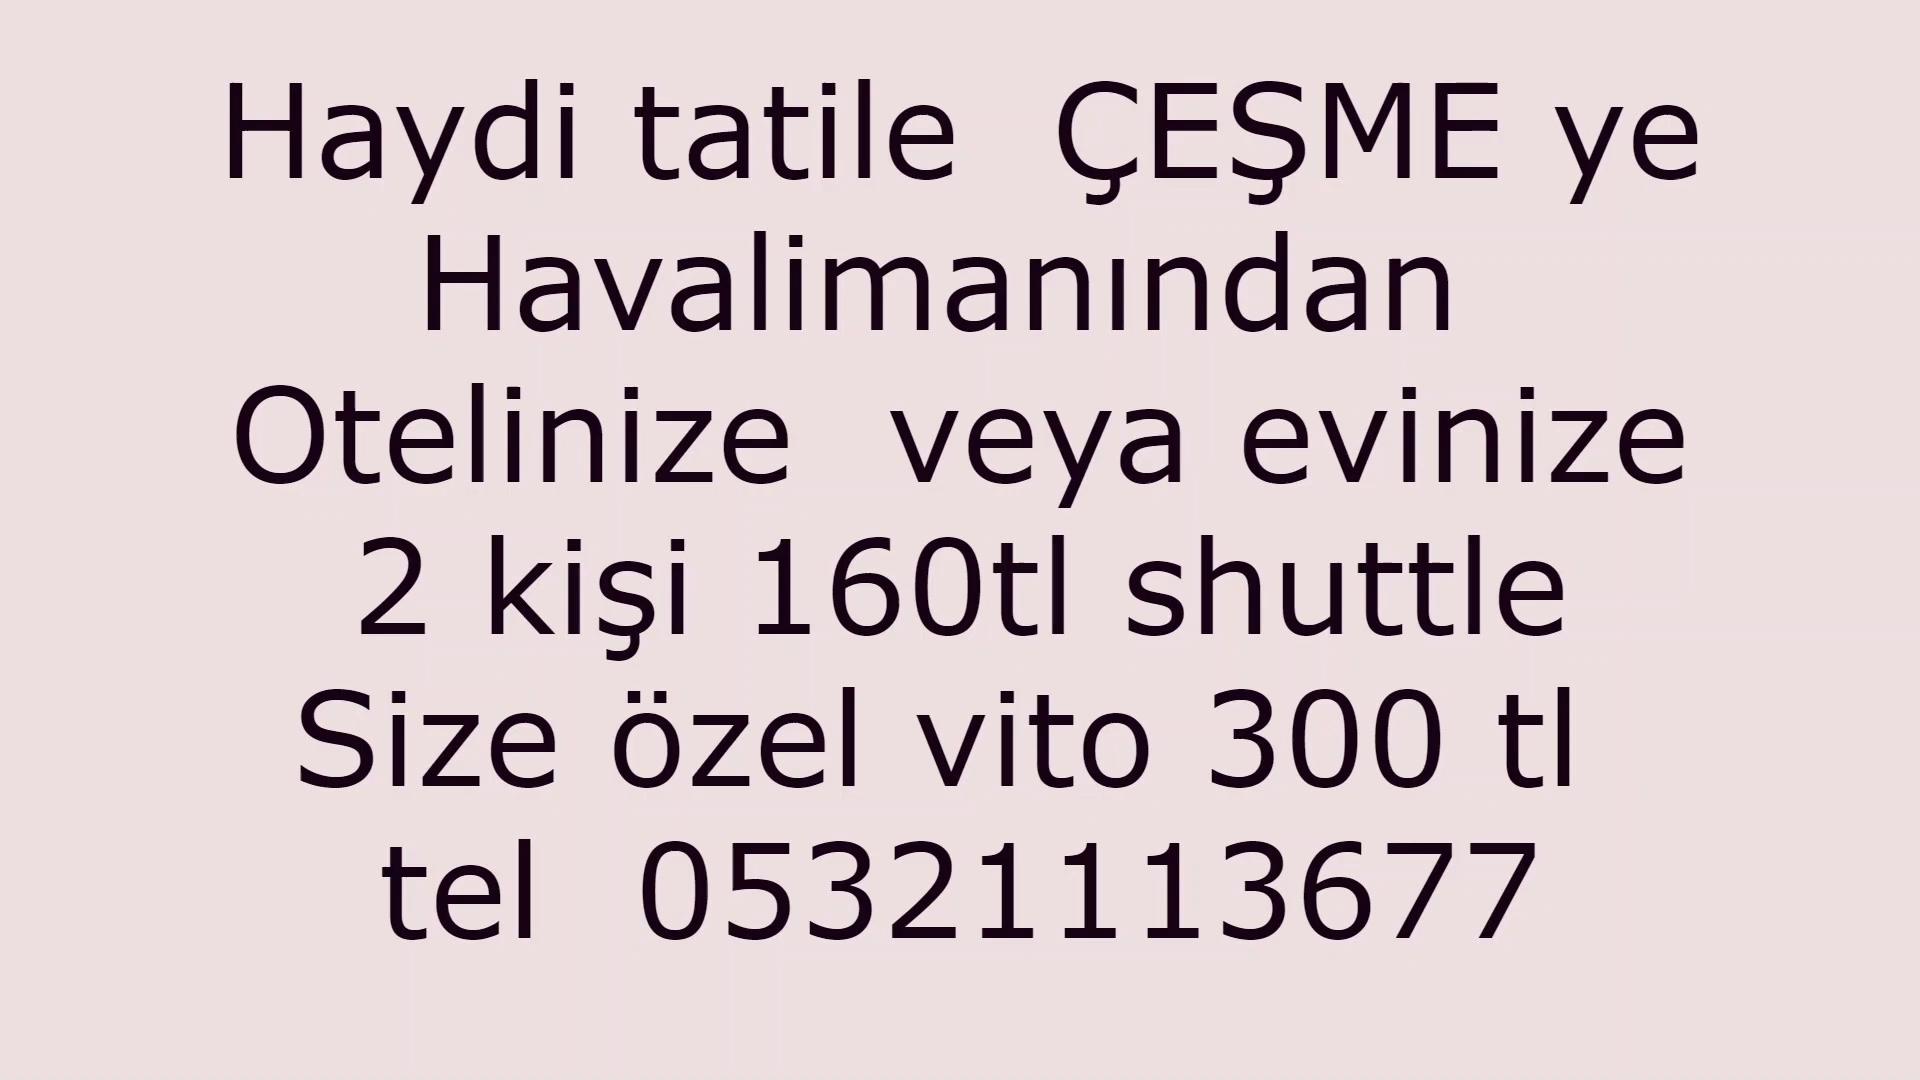 Haydi tatile  ÇEŞME ye
Havalimanından
Otelinize  veya evinize
2 kişi 160tl shuttle
Size özel vito 300 tl
tel  05321113677